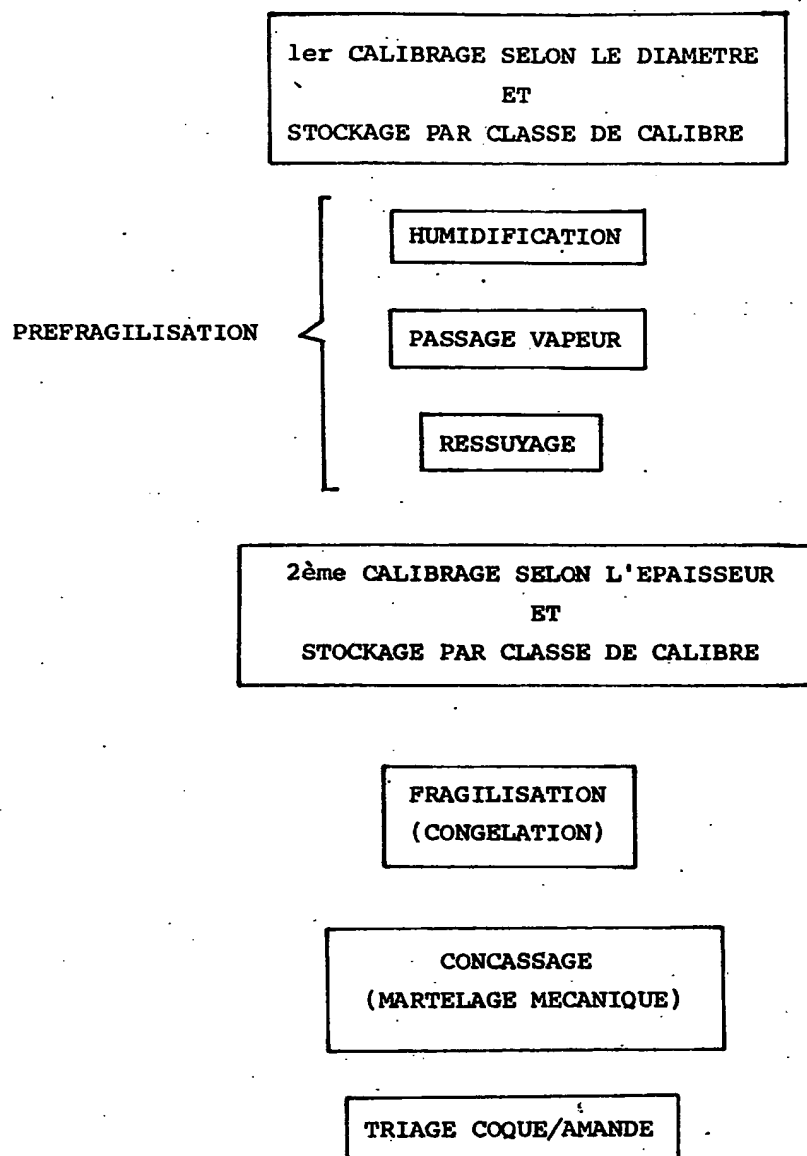 1er CALIBRAGE SELON LE DIAMETRE
ET
STOCKAGE PAR CLASSE DE CALIBRE
HUMIDIFICATION
PREFRAGILISATION
PASSAGE VAPEUR
RESSUYAGE
2ème CALIBRAGE SELON L'EPAISSEUR
ET
STOCKAGE PAR CLASSE DE CALIBRE
FRAGILISATION
(CONGELATION)
CONCASSAGE
(MARTELAGE MECANIQUE)
TRIAGE COQUE/AMANDE